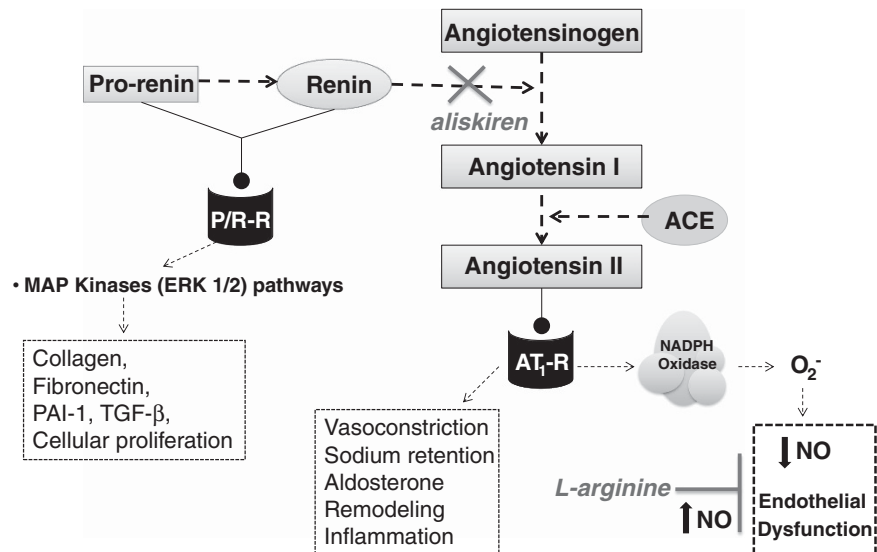 Angiotensinogen
Pro-renin
Renin
aliskiren
Angiotensin I
P/R-R
ACE
Angiotensin II
• MAP Kinases (ERK 1/2) pathways
Collagen,
Fibronectin,
PAI-1, TGF-β,
Cellular proliferation
AT₁-R
NADPH
Oxidase
O₂⁻
Vasoconstriction
Sodium retention
Aldosterone
Remodeling
Inflammation
L-arginine
NO
NO
Endothelial
Dysfunction